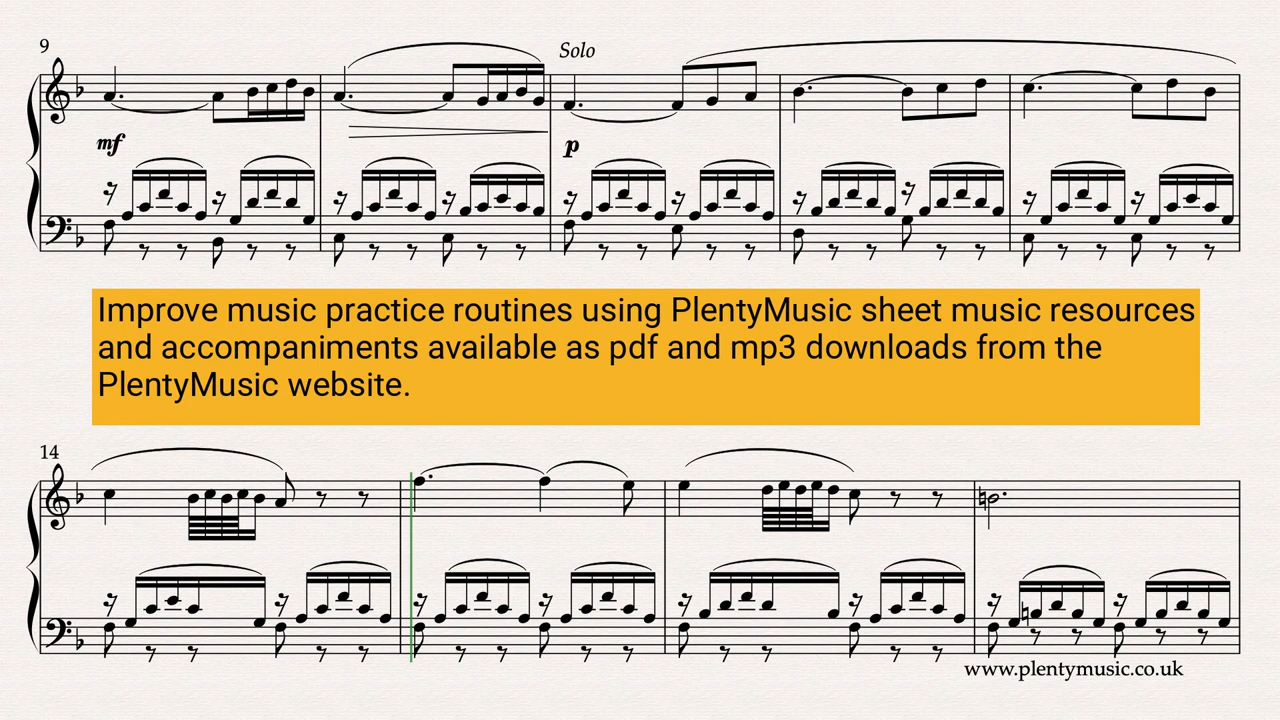 9
Solo
mf
p
Improve music practice routines using PlentyMusic sheet music resources
and accompaniments available as pdf and mp3 downloads from the
PlentyMusic website.
14
www.plentymusic.co.uk